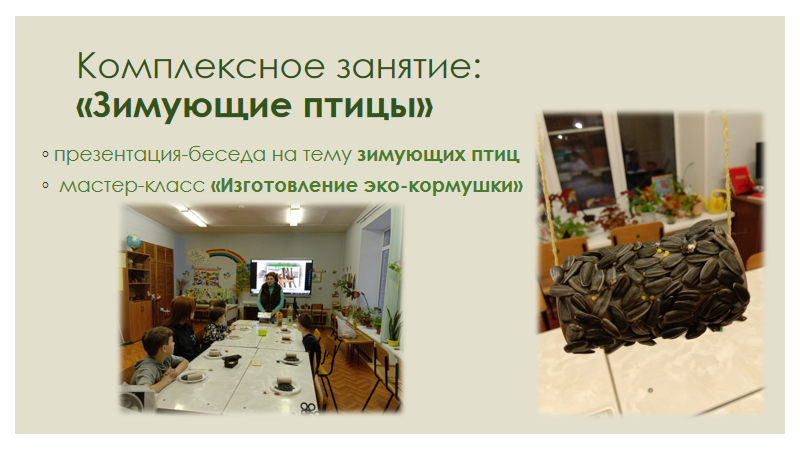 Комплексное занятие:
«Зимующие птицы»
презентация-беседа на тему зимующих птиц
мастер-класс «Изготовление эко-кормушки»